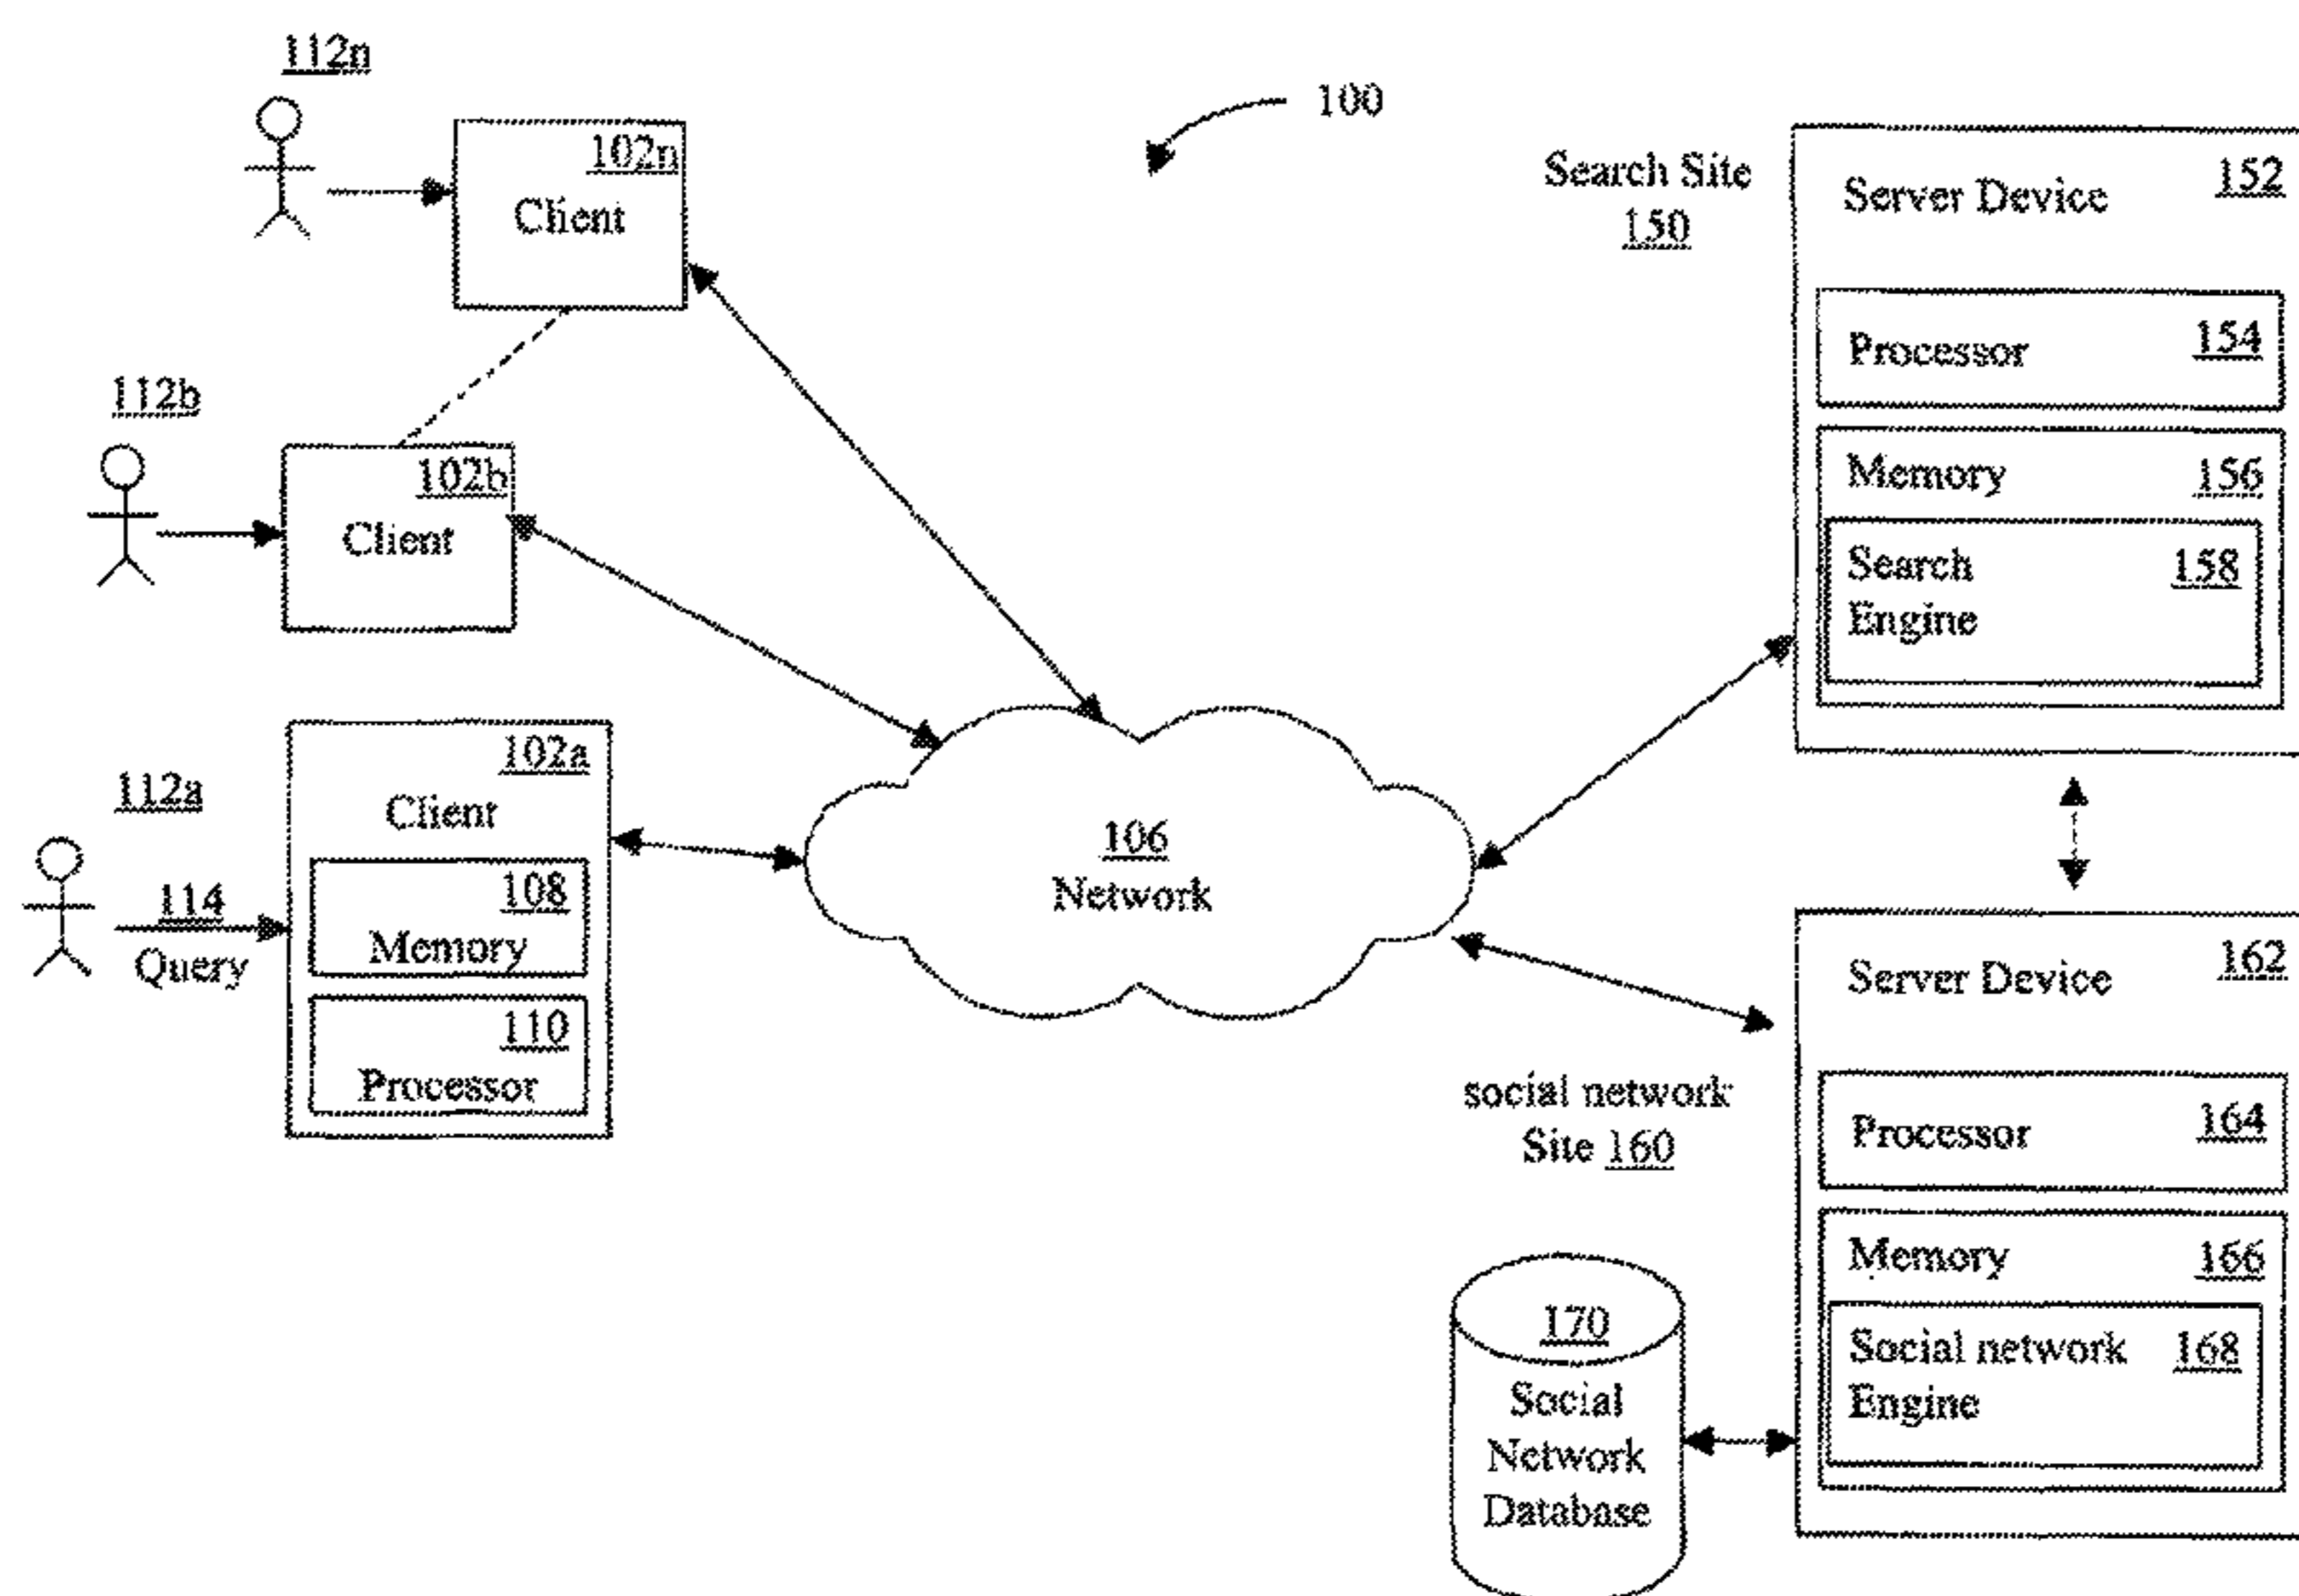 112n
100
102n
Client
Search Site
150
Server Device
152
Processor
154
Memory
156
Search
Engine
158
112b
102b
Client
112a
102a
Client
108
Memory
110
Processor
114
Query
106
Network
social network
Site 160
Server Device
162
Processor
164
Memory
166
Social network
Engine
168
170
Social
Network
Database